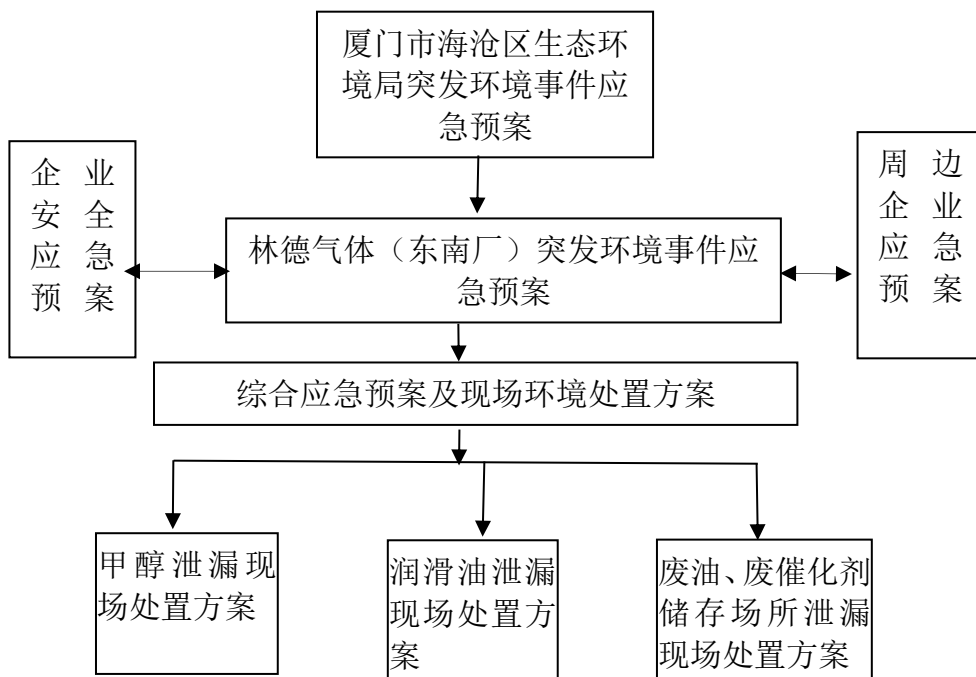 厦门市海沧区生态环
境局突发环境事件应
急预案
企业
安全
应急
预案
林德气体（东南厂）突发环境事件应
急预案
周边
企业
应急
预案
综合应急预案及现场环境处置方案
甲醇泄漏现
场处置方案
润滑油泄漏
现场处置方
案
废油、废催化剂
储存场所泄漏
现场处置方案